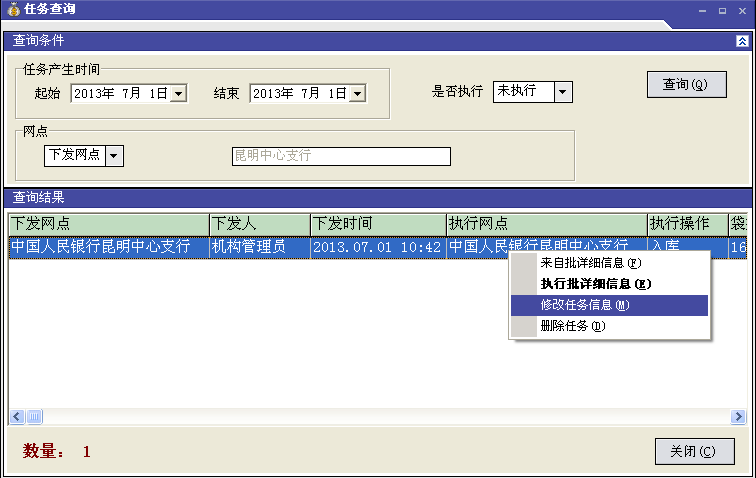 任务查询
查询条件
任务产生时间
起始 2013年 7月 1日 结束 2013年 7月 1日 是否执行 未执行 查询(Q)
网点
下发网点 昆明中心支行
查询结果
下发网点 下发人 下发时间 执行网点 执行操作
中国人民银行昆明中心支行 机构管理员 2013.07.01 10:42 中国人民银行昆明中心支行 入库 16
来自批详细信息(F)
执行批详细信息(E)
修改任务信息(M)
删除任务(D)
数量: 1 关闭(C)